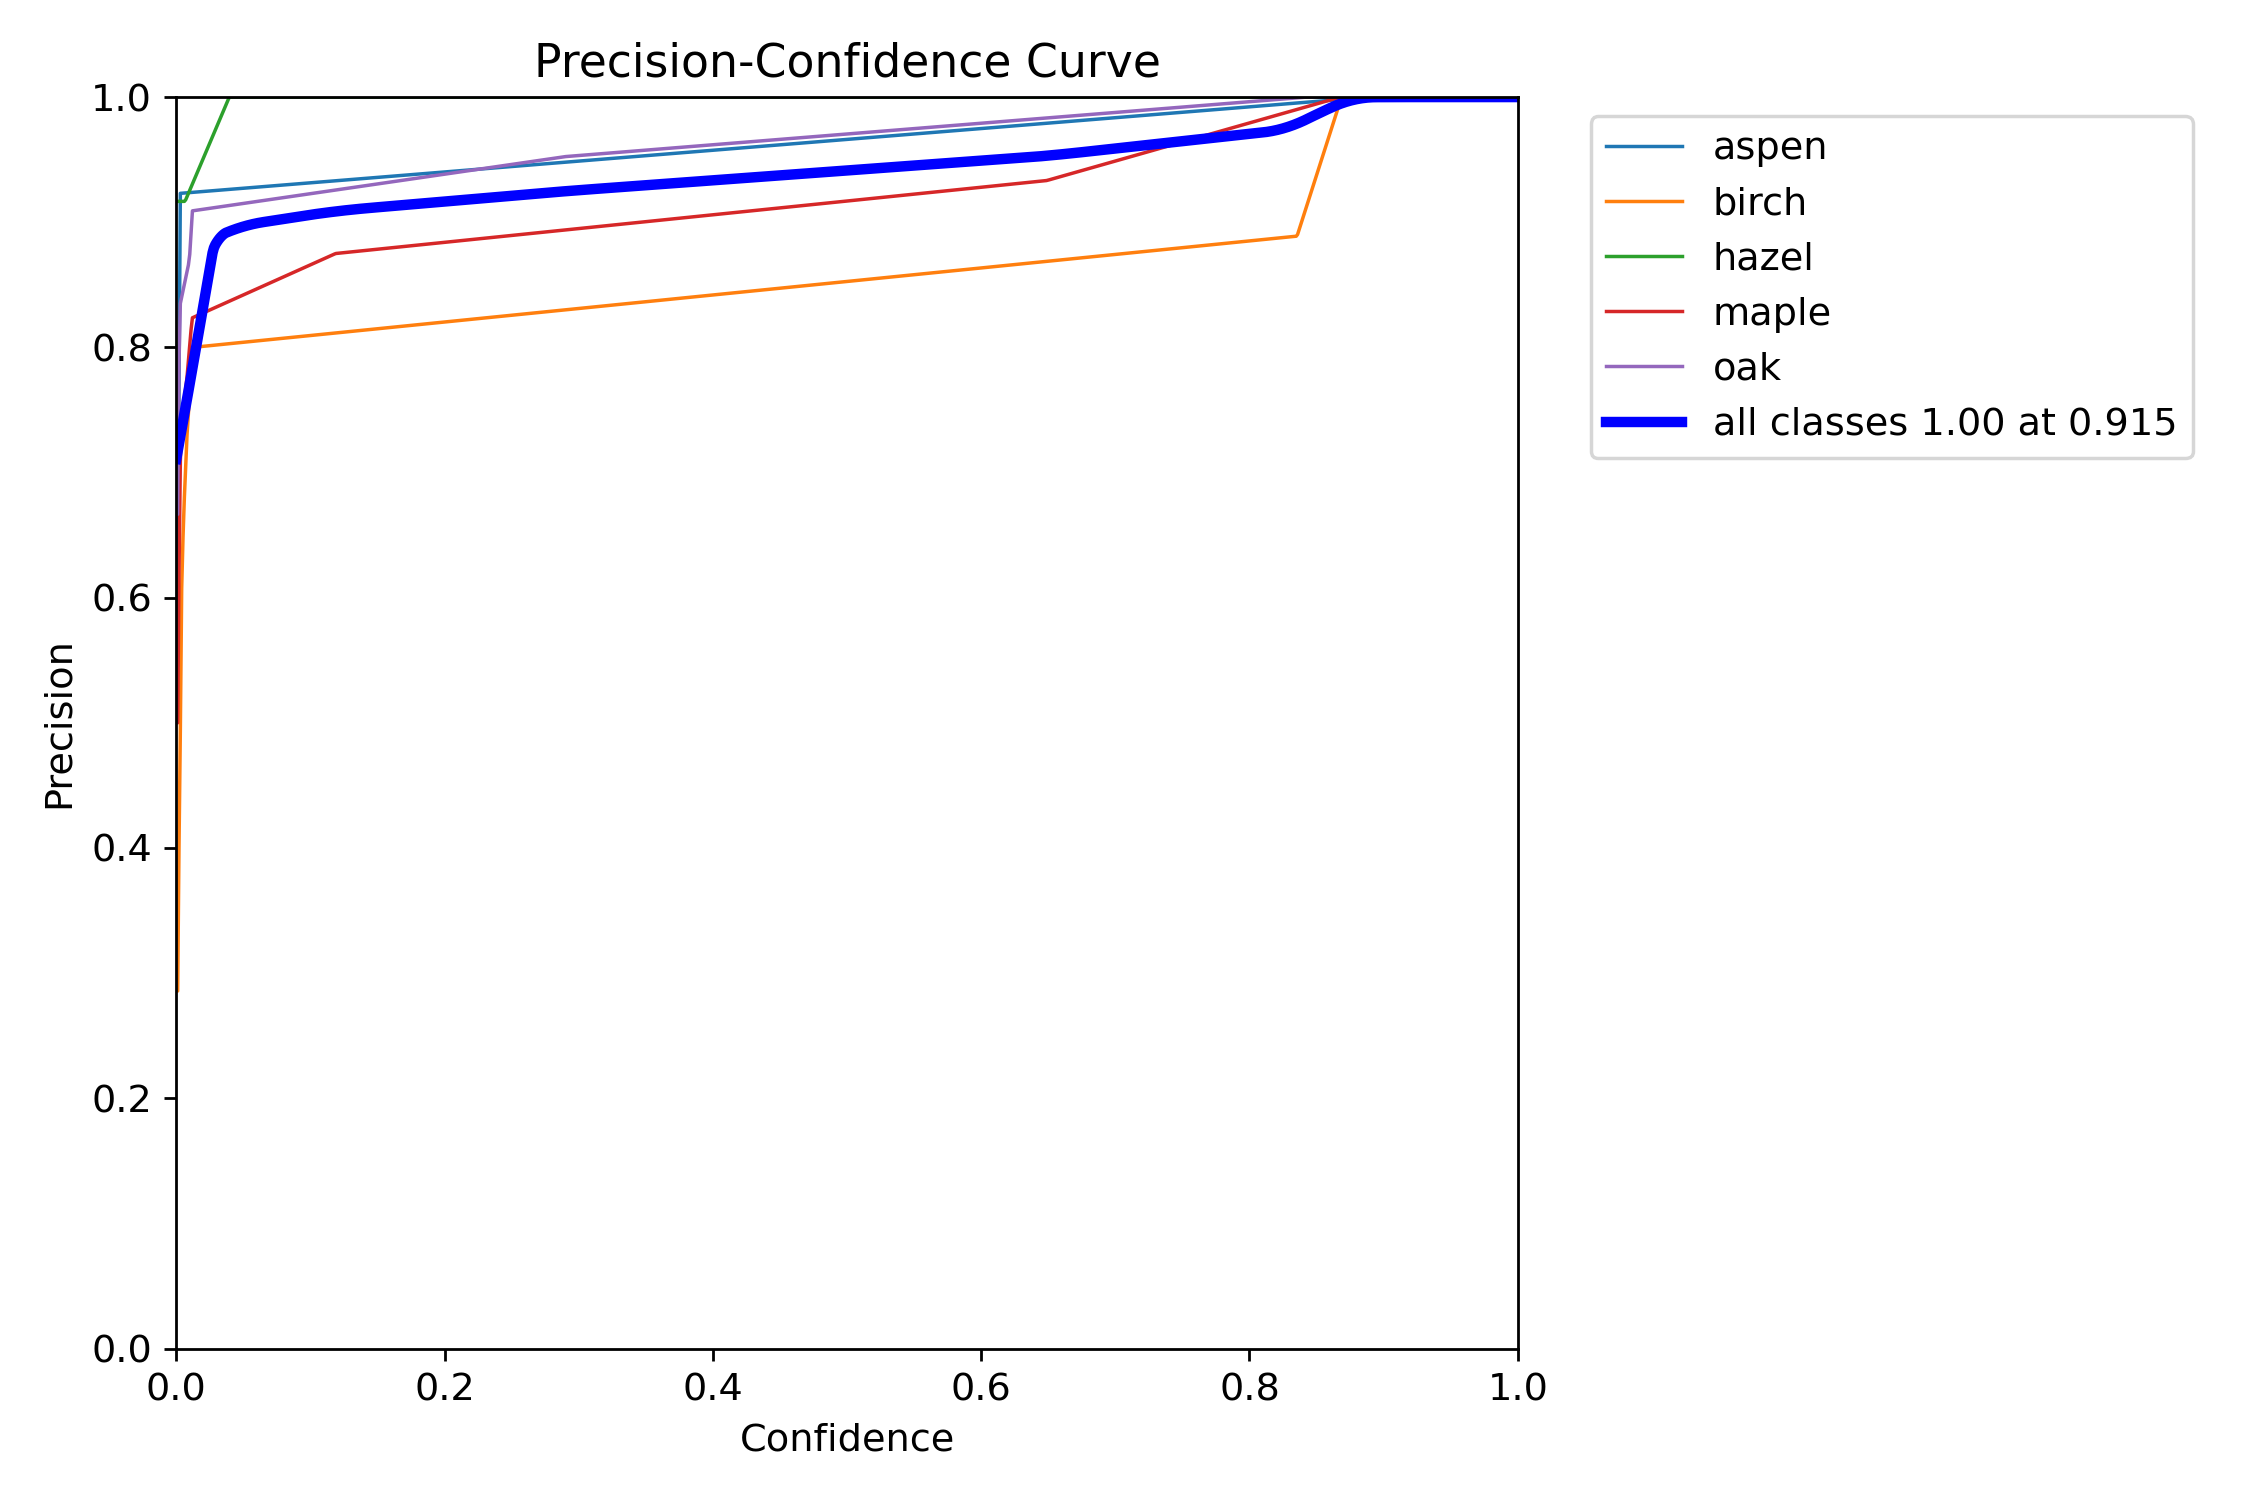 Precision-Confidence Curve
1.0
0.8
0.6
0.4
0.2
0.0
Precision
0.0 0.2 0.4 0.6 0.8 1.0
Confidence
aspen
birch
hazel
maple
oak
all classes 1.00 at 0.915